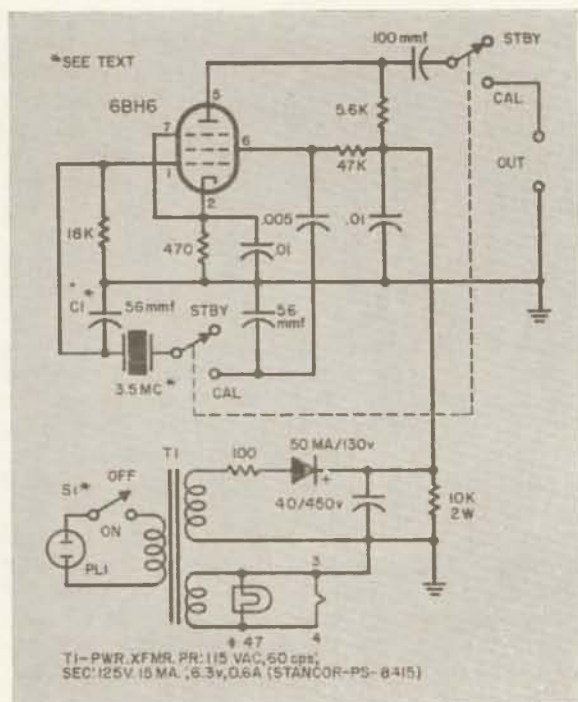 *SEE TEXT
6BH6
100 mmf
STBY
CAL
OUT
5
7
6
1
2
5.6K
47K
18K
470
.01
.005
.01
C1*
56mmf
56
mmf
STBY
CAL
3.5 MC*
T1
100
50 MA/130v
+
S1*
OFF
ON
PL1
40/450v
10K
2W
3
4
# 47
T1-PWR. XFMR. PR: 115 VAC, 60 cps;
SEC: 125V. 15 MA.; 6.3v, 0.6A (STANCOR-PS-8415)